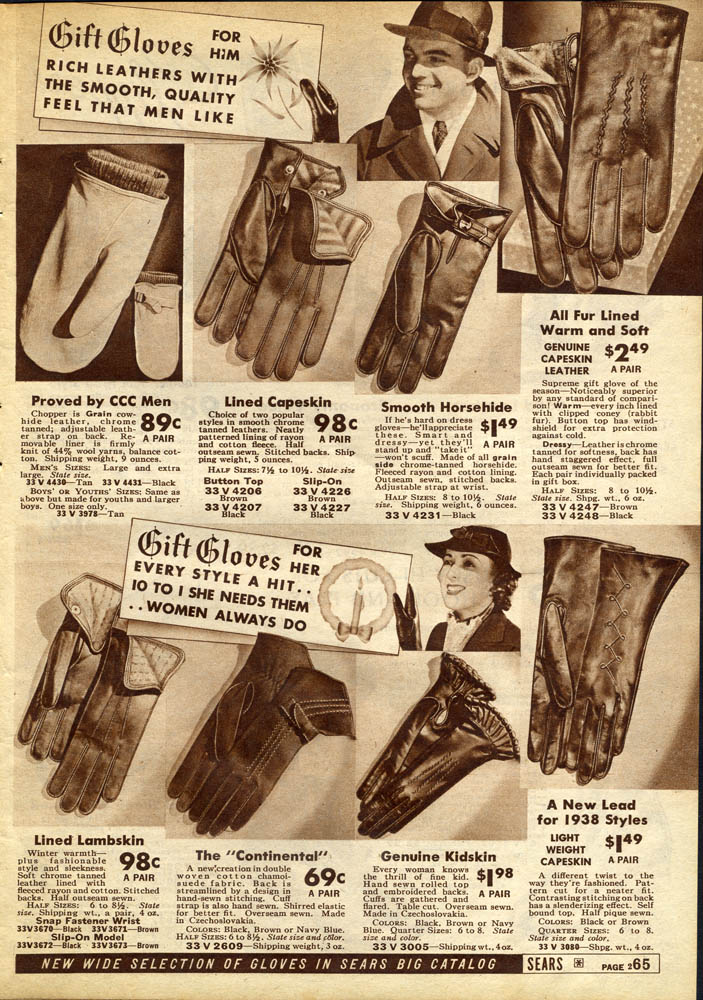 Gift Gloves FOR HIM
RICH LEATHERS WITH
THE SMOOTH, QUALITY
FEEL THAT MEN LIKE
Proved by CCC Men
Chopper is Grain cow-
hide leather, chrome
tanned; adjustable leath-
er strap on back. Re-
movable liner is firmly
knit of 44% wool yarns, balance cot-
ton. Shipping weight, 9 ounces.
89c
A PAIR
MEN'S SIZES: Large and extra
large. State size.
33 V 4430—Tan 33 V 4431—Black
BOYS' OR YOUTHS' SIZES: Same as
above but made for youths and larger
boys. One size only.
33 V 3978—Tan
Lined Capeskin
Choice of two popular
styles in smooth chrome
tanned leathers. Neatly
patterned lining of rayon
and cotton fleece. Half
outseam sewn. Stitched backs. Ship-
ping weight, 5 ounces.
98c
A PAIR
HALF SIZES: 7½ to 10½. State size
Button Top Slip-On
33 V 4206 33 V 4226
Brown Brown
33 V 4207 33 V 4227
Black Black
Smooth Horsehide
If he's hard on dress
gloves—he'll appreciate
these. Smart and
dressy—yet they'll
stand up and "take it"
—won't scuff. Made of all grain
side chrome-tanned horsehide.
Fleeced rayon and cotton lining.
Outseam sewn, stitched backs.
Adjustable strap at wrist.
$1.49
A PAIR
HALF SIZES: 8 to 10½. State
size. Shipping weight, 6 ounces.
33 V 4231—Black
All Fur Lined
Warm and Soft
GENUINE
CAPESKIN
LEATHER
$2.49
A PAIR
Supreme gift glove of the
season—Noticeably superior
by any standard of compari-
son! Warm—every inch lined
with clipped coney (rabbit
fur). Button top has wind-
shield for extra protection
against cold.
Dressy—Leather is chrome
tanned for softness, back has
hand staggered effect, full
outseam sewn for better fit.
Each pair individually packed
in gift box.
HALF SIZES: 8 to 10½.
State size. Shpg. wt., 6 oz.
33 V 4247—Brown
33 V 4248—Black
Gift Gloves FOR HER
EVERY STYLE A HIT..
10 TO 1 SHE NEEDS THEM
..WOMEN ALWAYS DO
Lined Lambskin
Winter warmth—
plus fashionable
style and sleekness.
Soft chrome tanned
leather lined with
fleeced rayon and cotton. Stitched
backs. Half outseam sewn.
98c
A PAIR
HALF SIZES: 6 to 8½. State
size. Shipping wt., a pair, 4 oz.
Snap Fastener Wrist
33V3670—Black 33V3671—Brown
Slip-On Model
33V3672—Black 33V3673—Brown
The "Continental"
A new creation in double
woven cotton chamol-
suede fabric. Back is
streamlined by a design in
hand-sewn stitching. Cuff
strap is also hand sewn. Shirred elastic
for better fit. Overseam sewn. Made
in Czechoslovakia.
69c
A PAIR
COLORS: Black, Brown or Navy Blue.
HALF SIZES: 6 to 8½. State size and color.
33 V 2609—Shipping weight, 3 oz.
Genuine Kidskin
Every woman knows
the thrill of fine kid.
Hand sewn rolled top
and embroidered backs.
Cuffs are gathered and
flared. Table cut. Overseam sewn.
Made in Czechoslovakia.
$1.98
A PAIR
COLORS: Black, Brown or Navy
Blue. Quarter Sizes: 6 to 8. State
size and color.
33 V 3005—Shipping wt., 4oz.
A New Lead
for 1938 Styles
LIGHT
WEIGHT
CAPESKIN
$1.49
A PAIR
A different twist to the
way they're fashioned. Pat-
tern cut for a neater fit.
Contrasting stitching on back
has a slenderizing effect. Self
bound top. Half pique sewn.
COLORS: Black or Brown
QUARTER SIZES: 6 to 8.
State size and color.
33 V 3080—Shpg. wt., 4 oz.
NEW WIDE SELECTION OF GLOVES IN SEARS BIG CATALOG
SEARS PAGE 265